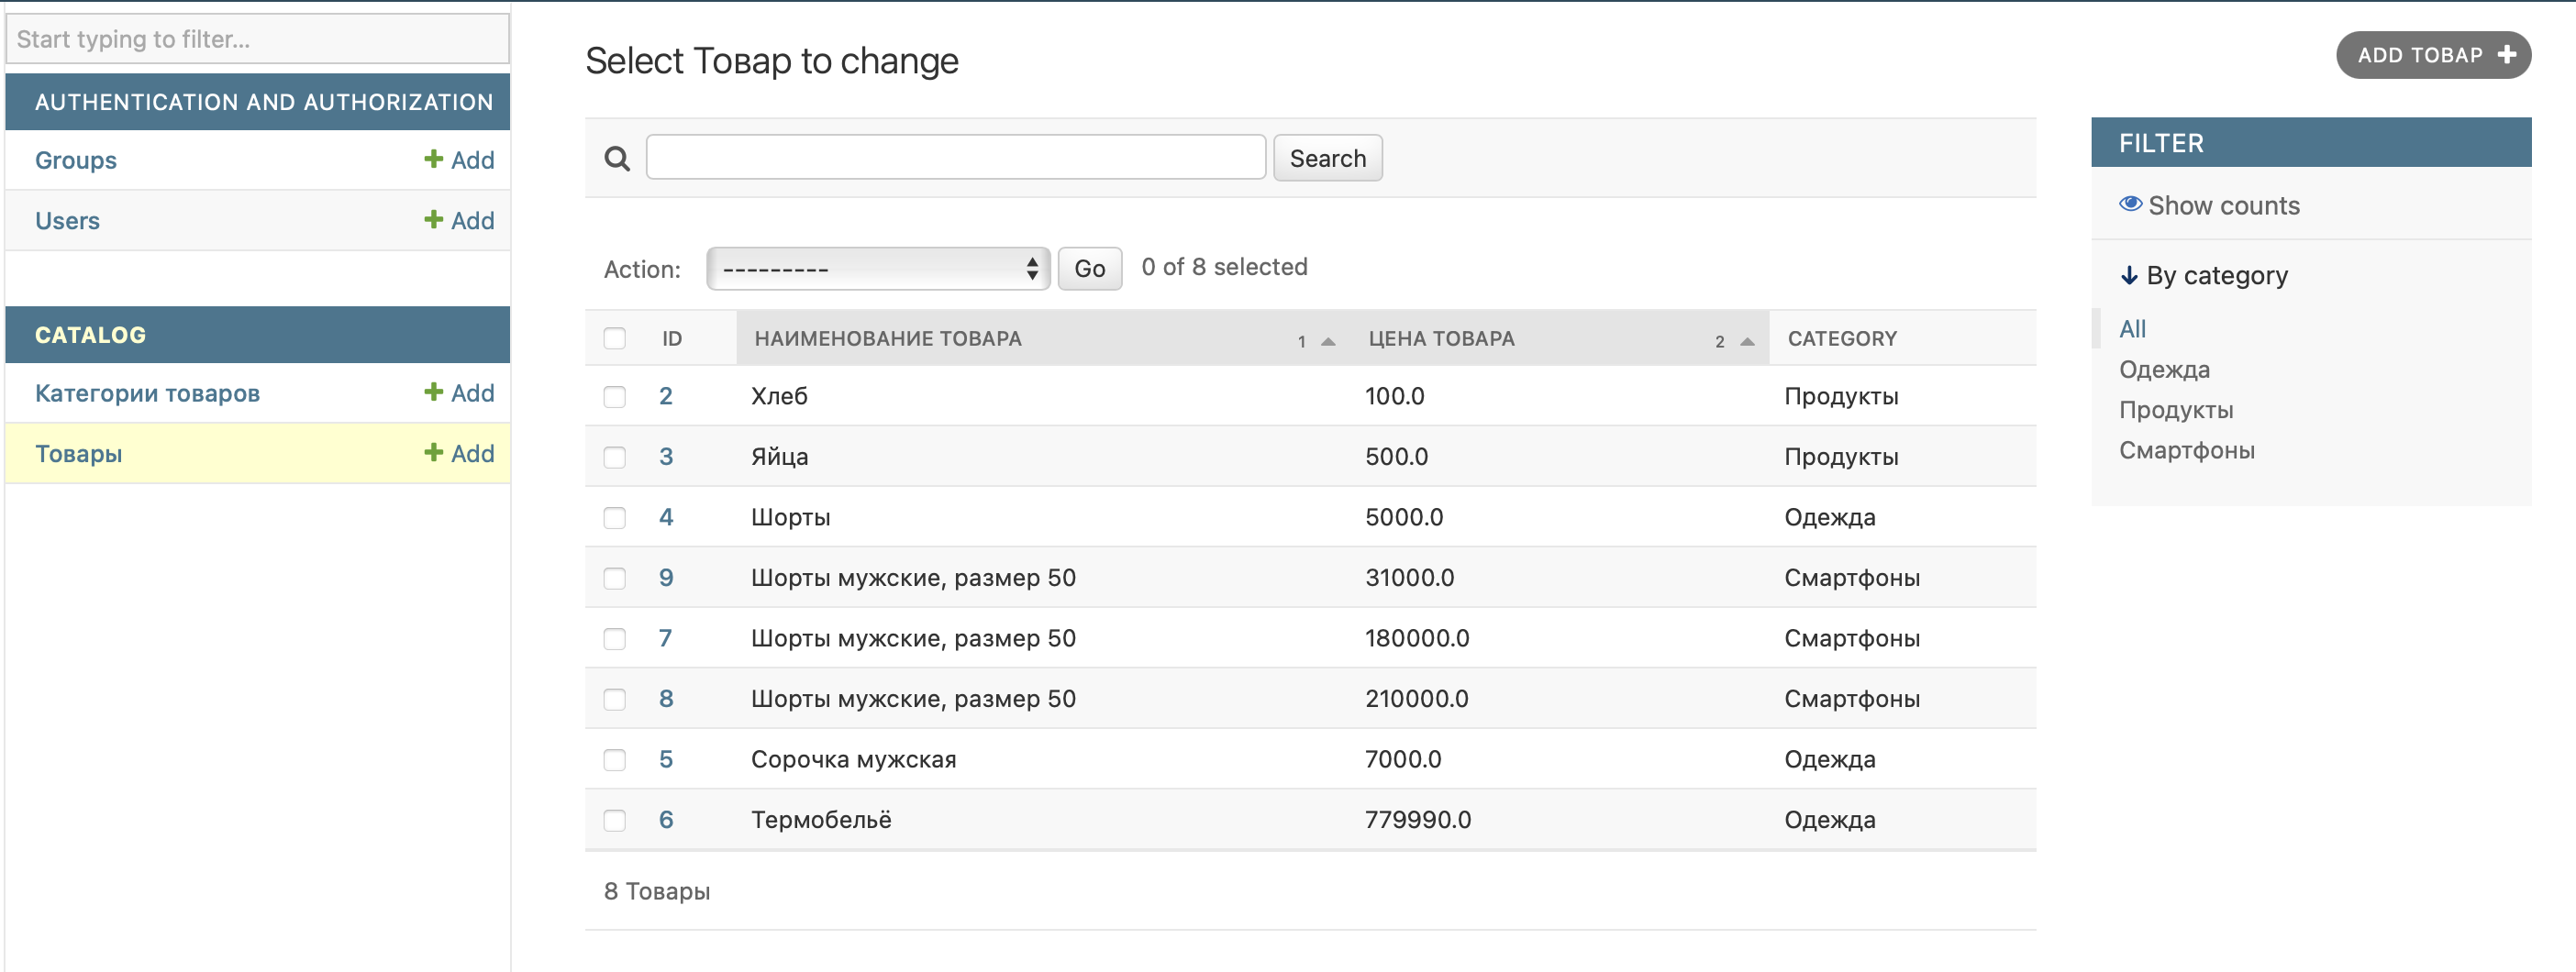 Start typing to filter...
AUTHENTICATION AND AUTHORIZATION
Groups Add
Users Add
CATALOG
Категории товаров Add
Товары Add
Select Товар to change
ADD ТОВАР
Search
Action: --------- Go 0 of 8 selected
ID НАИМЕНОВАНИЕ ТОВАРА 1 ЦЕНА ТОВАРА 2 CATEGORY
2 Хлеб 100.0 Продукты
3 Яйца 500.0 Продукты
4 Шорты 5000.0 Одежда
9 Шорты мужские, размер 50 31000.0 Смартфоны
7 Шорты мужские, размер 50 180000.0 Смартфоны
8 Шорты мужские, размер 50 210000.0 Смартфоны
5 Сорочка мужская 7000.0 Одежда
6 Термобельё 779990.0 Одежда
8 Товары
FILTER
Show counts
By category
All
Одежда
Продукты
Смартфоны